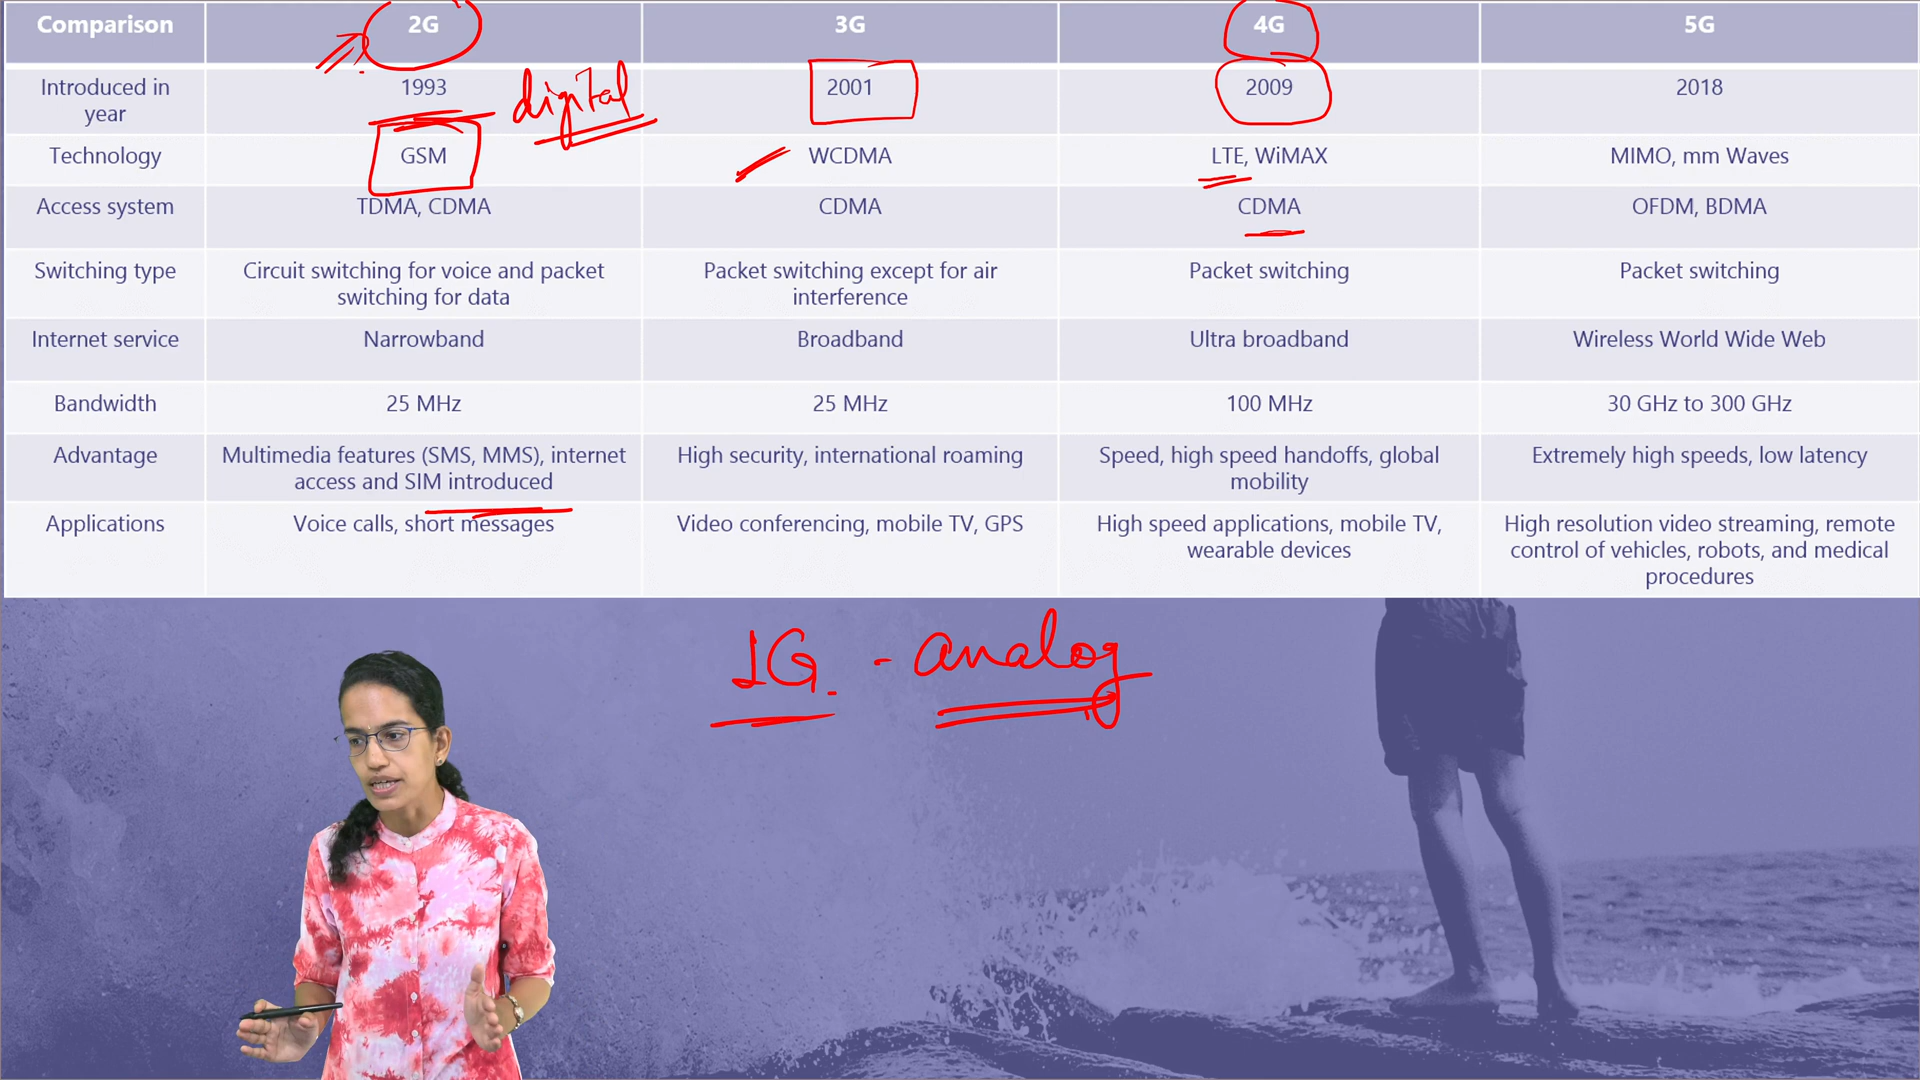 Comparison 2G 3G 4G 5G
Introduced in year 1993 digital 2001 2009 2018
Technology GSM WCDMA LTE, WiMAX MIMO, mm Waves
Access system TDMA, CDMA CDMA CDMA OFDM, BDMA
Switching type Circuit switching for voice and packet switching for data Packet switching except for air interference Packet switching Packet switching
Internet service Narrowband Broadband Ultra broadband Wireless World Wide Web
Bandwidth 25 MHz 25 MHz 100 MHz 30 GHz to 300 GHz
Advantage Multimedia features (SMS, MMS), internet access and SIM introduced High security, international roaming Speed, high speed handoffs, global mobility Extremely high speeds, low latency
Applications Voice calls, short messages Video conferencing, mobile TV, GPS High speed applications, mobile TV, wearable devices High resolution video streaming, remote control of vehicles, robots, and medical procedures
1G - analog